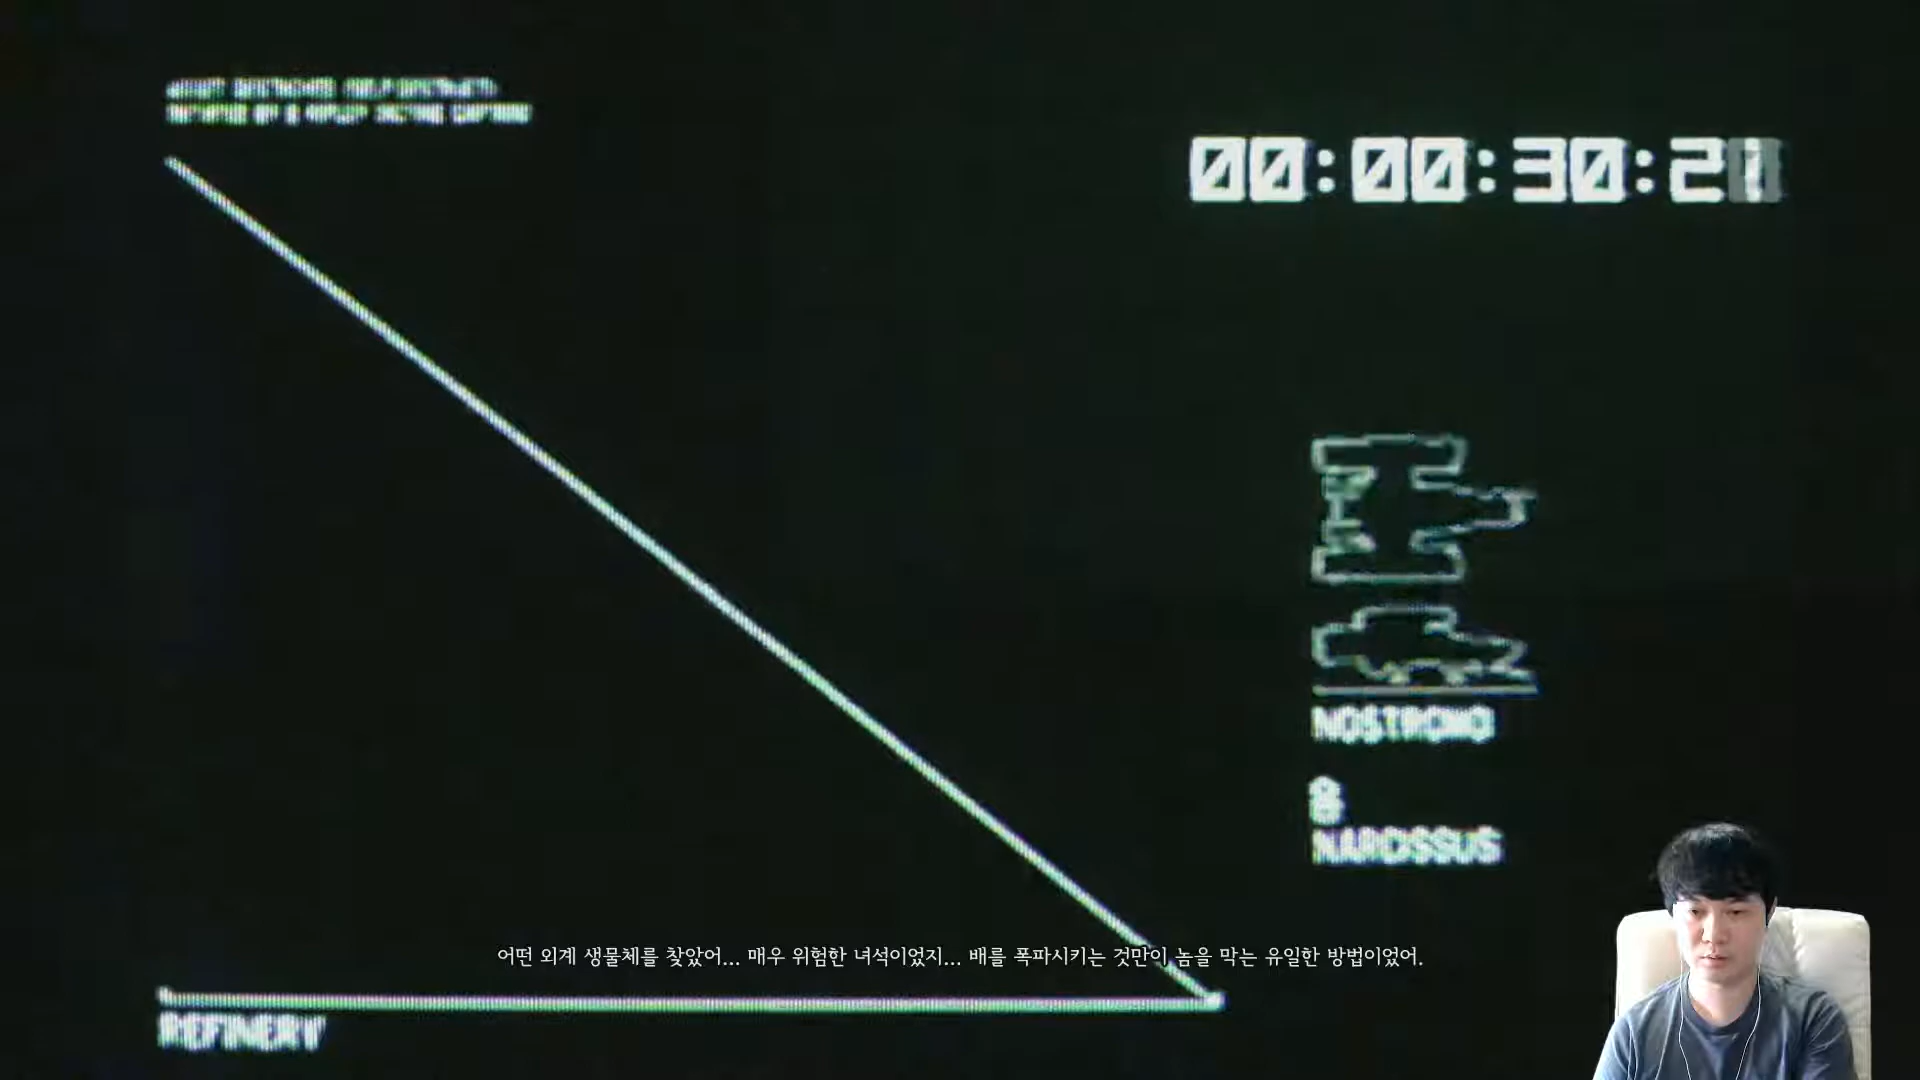 00:00:30:21
NOSTROMO
&
NARCISSUS
어떤 외계 생물체를 찾았어... 매우 위험한 녀석이었지... 배를 폭파시키는 것만이 놈을 막는 유일한 방법이었어.
REFINERY